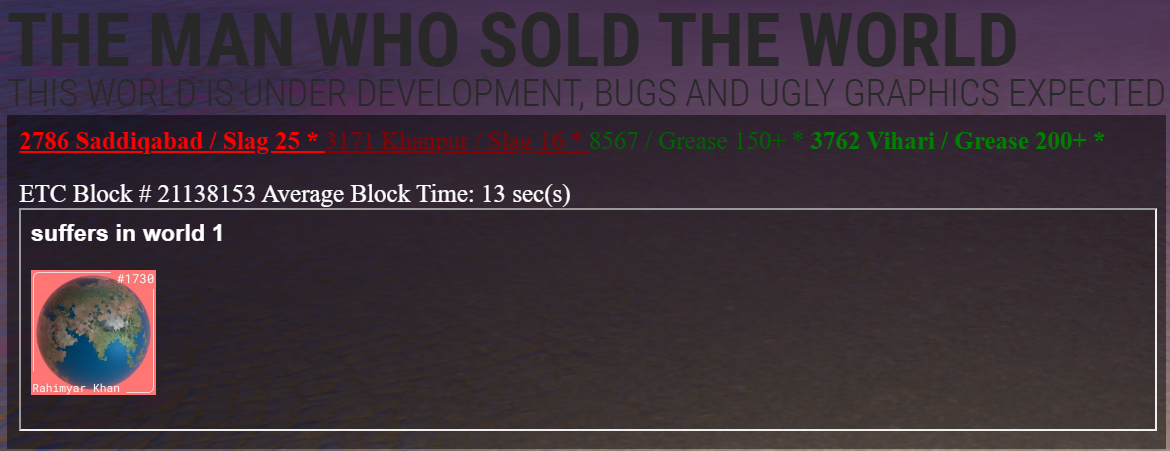 THE MAN WHO SOLD THE WORLD
THIS WORLD IS UNDER DEVELOPMENT, BUGS AND UGLY GRAPHICS EXPECTED
2786 Saddiqabad / Slag 25 * 3171 Khanpur / Slag 16 * 8567 / Grease 150+ * 3762 Vihari / Grease 200+ *
ETC Block # 21138153 Average Block Time: 13 sec(s)
suffers in world 1
#1730
Rahimyar Khan